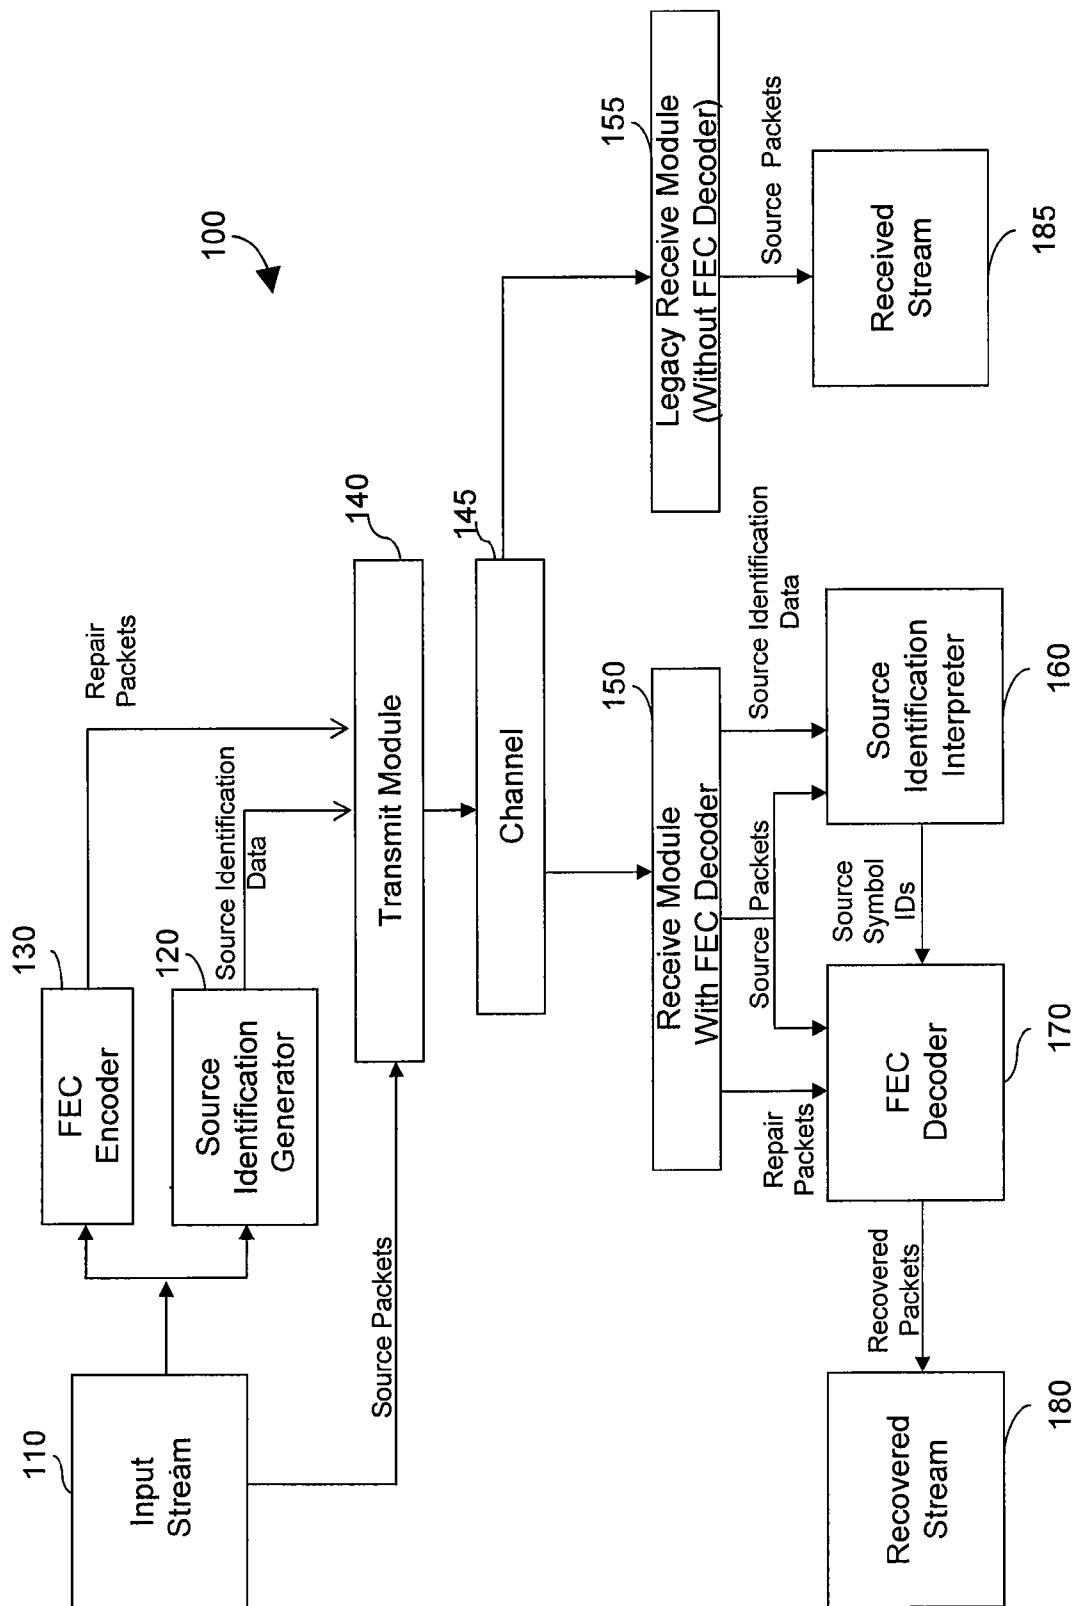 100
110
Input
Stream
130
FEC
Encoder
Repair
Packets
120
Source
Identification
Generator
Source Identification
Data
Source Packets
140
Transmit Module
145
Channel
150
Receive Module
With FEC Decoder
155
Legacy Receive Module
(Without FEC Decoder)
Repair
Packets
Source Packets
Source Packets
Source Identification
Data
Source Packets
Recovered
Stream
180
Recovered
Packets
FEC
Decoder
170
Source
Symbol
IDs
Source
Identification
Interpreter
160
Received
Stream
185